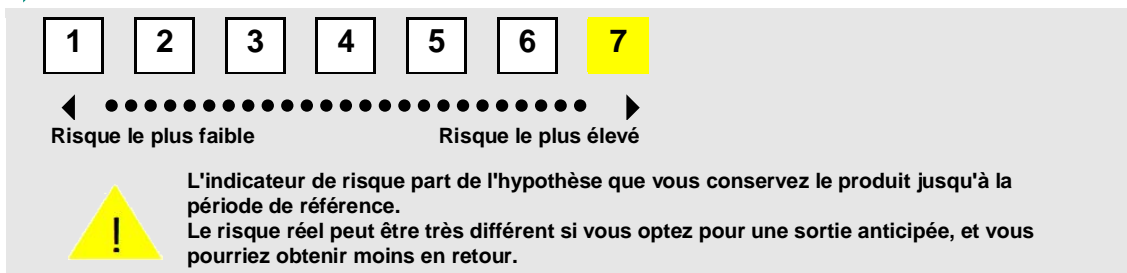 1 2 3 4 5 6 7
Risque le plus faible Risque le plus élevé
L'indicateur de risque part de l'hypothèse que vous conservez le produit jusqu'à la
période de référence.
Le risque réel peut être très différent si vous optez pour une sortie anticipée, et vous
pourriez obtenir moins en retour.
!